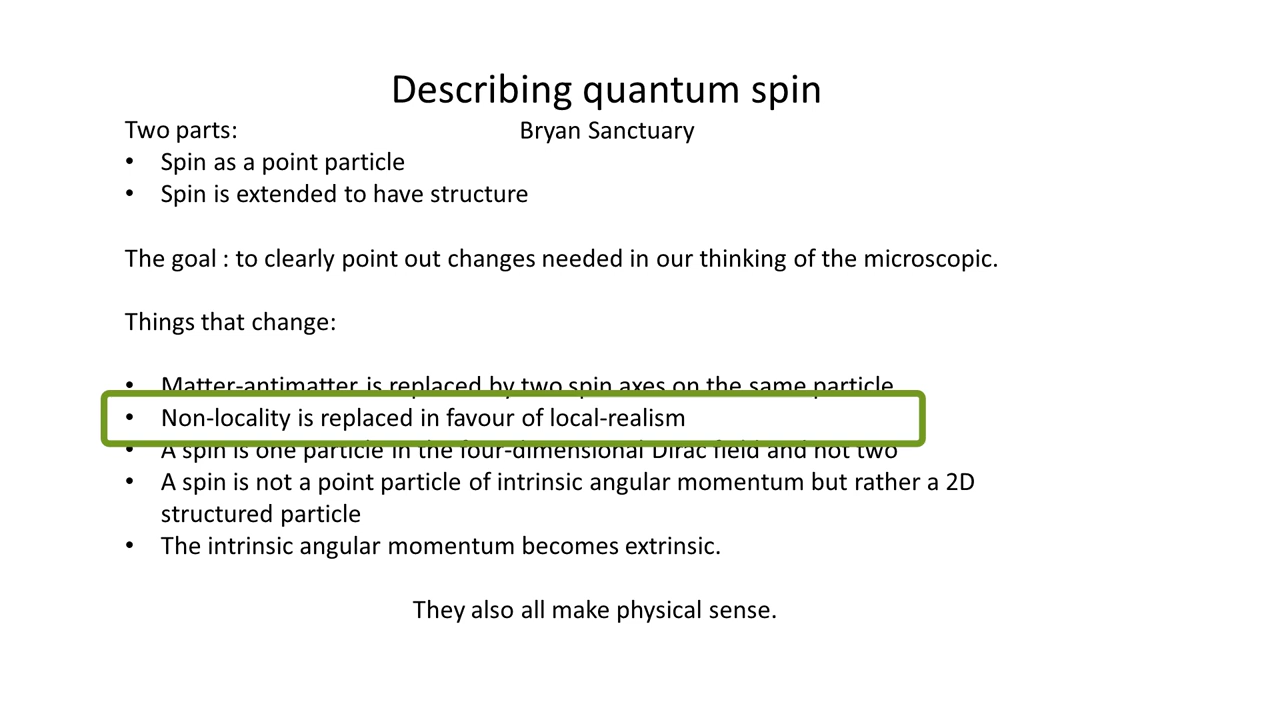 Describing quantum spin
Two parts: Bryan Sanctuary
• Spin as a point particle
• Spin is extended to have structure
The goal : to clearly point out changes needed in our thinking of the microscopic.
Things that change:
• Matter-antimatter is replaced by two spin axes on the same particle
• Non-locality is replaced in favour of local-realism
• A spin is one particle in the four-dimensional Dirac field and not two
• A spin is not a point particle of intrinsic angular momentum but rather a 2D
structured particle
• The intrinsic angular momentum becomes extrinsic.
They also all make physical sense.